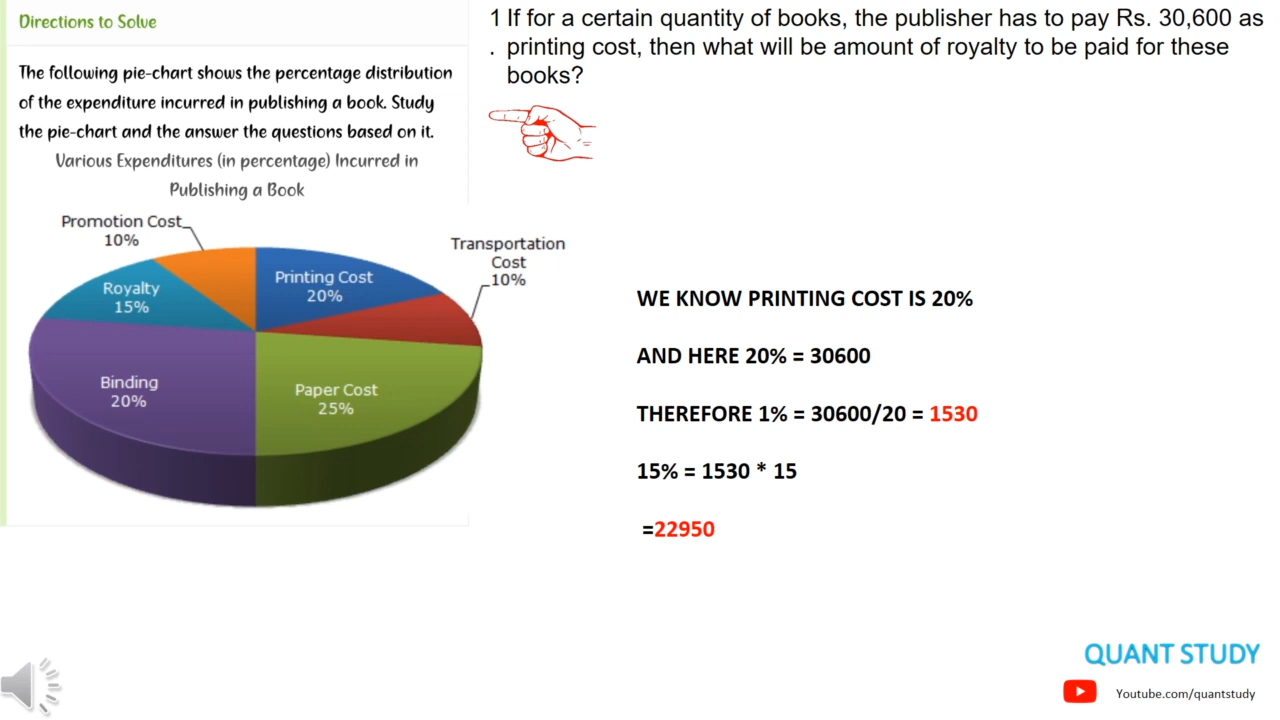 Directions to Solve
The following pie-chart shows the percentage distribution
of the expenditure incurred in publishing a book. Study
the pie-chart and the answer the questions based on it.
Various Expenditures (in percentage) Incurred in
Publishing a Book
Promotion Cost
10%
Transportation
Cost
10%
Printing Cost
20%
Royalty
15%
Binding
20%
Paper Cost
25%
1 If for a certain quantity of books, the publisher has to pay Rs. 30,600 as
. printing cost, then what will be amount of royalty to be paid for these
books?
WE KNOW PRINTING COST IS 20%
AND HERE 20% = 30600
THEREFORE 1% = 30600/20 = 1530
15% = 1530 * 15
=22950
QUANT STUDY
Youtube.com/quantstudy